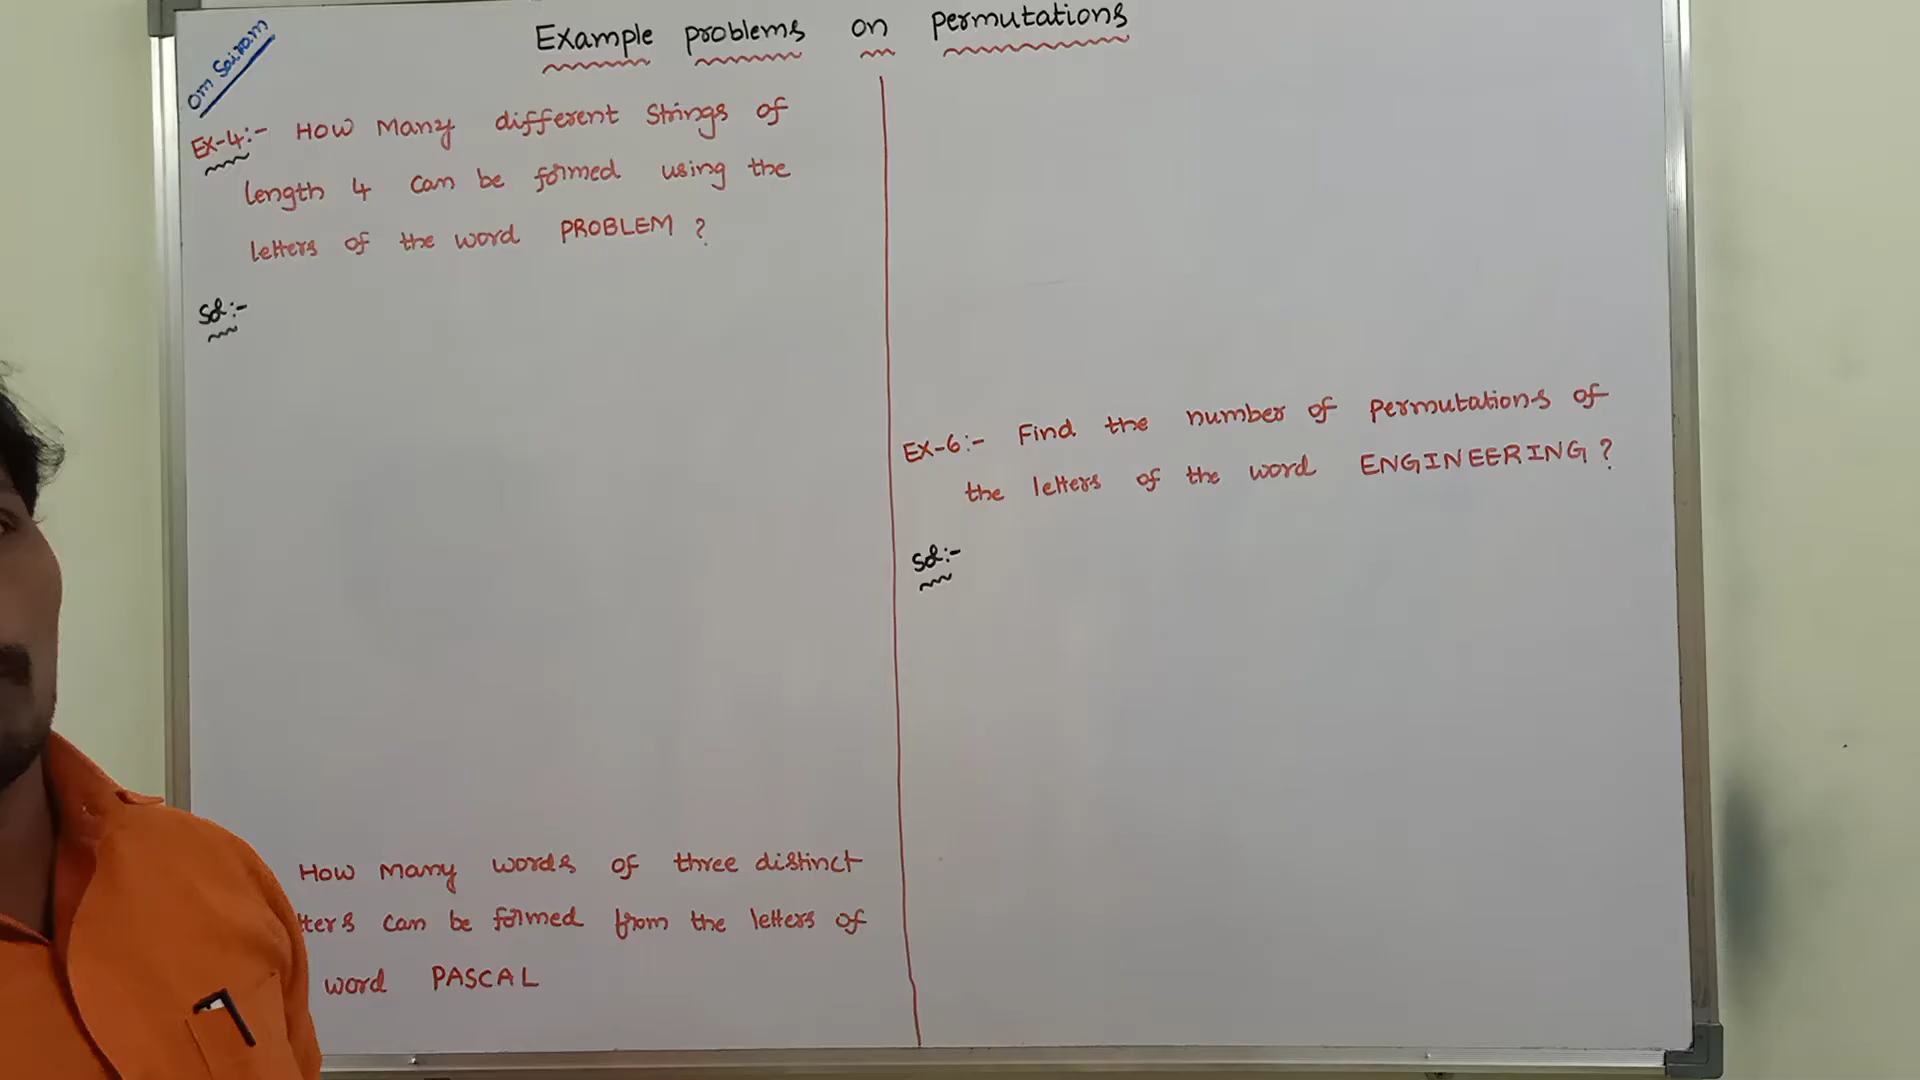 Om Sairam
Example problems on permutations
Ex-4:- How Many different Strings of
length 4 can be formed using the
letters of the word PROBLEM ?
Sol:-
How many words of three distinct
tters can be formed from the letters of
word PASCAL
Ex-6:- Find the number of permutations of
the letters of the word ENGINEERING ?
Sol:-